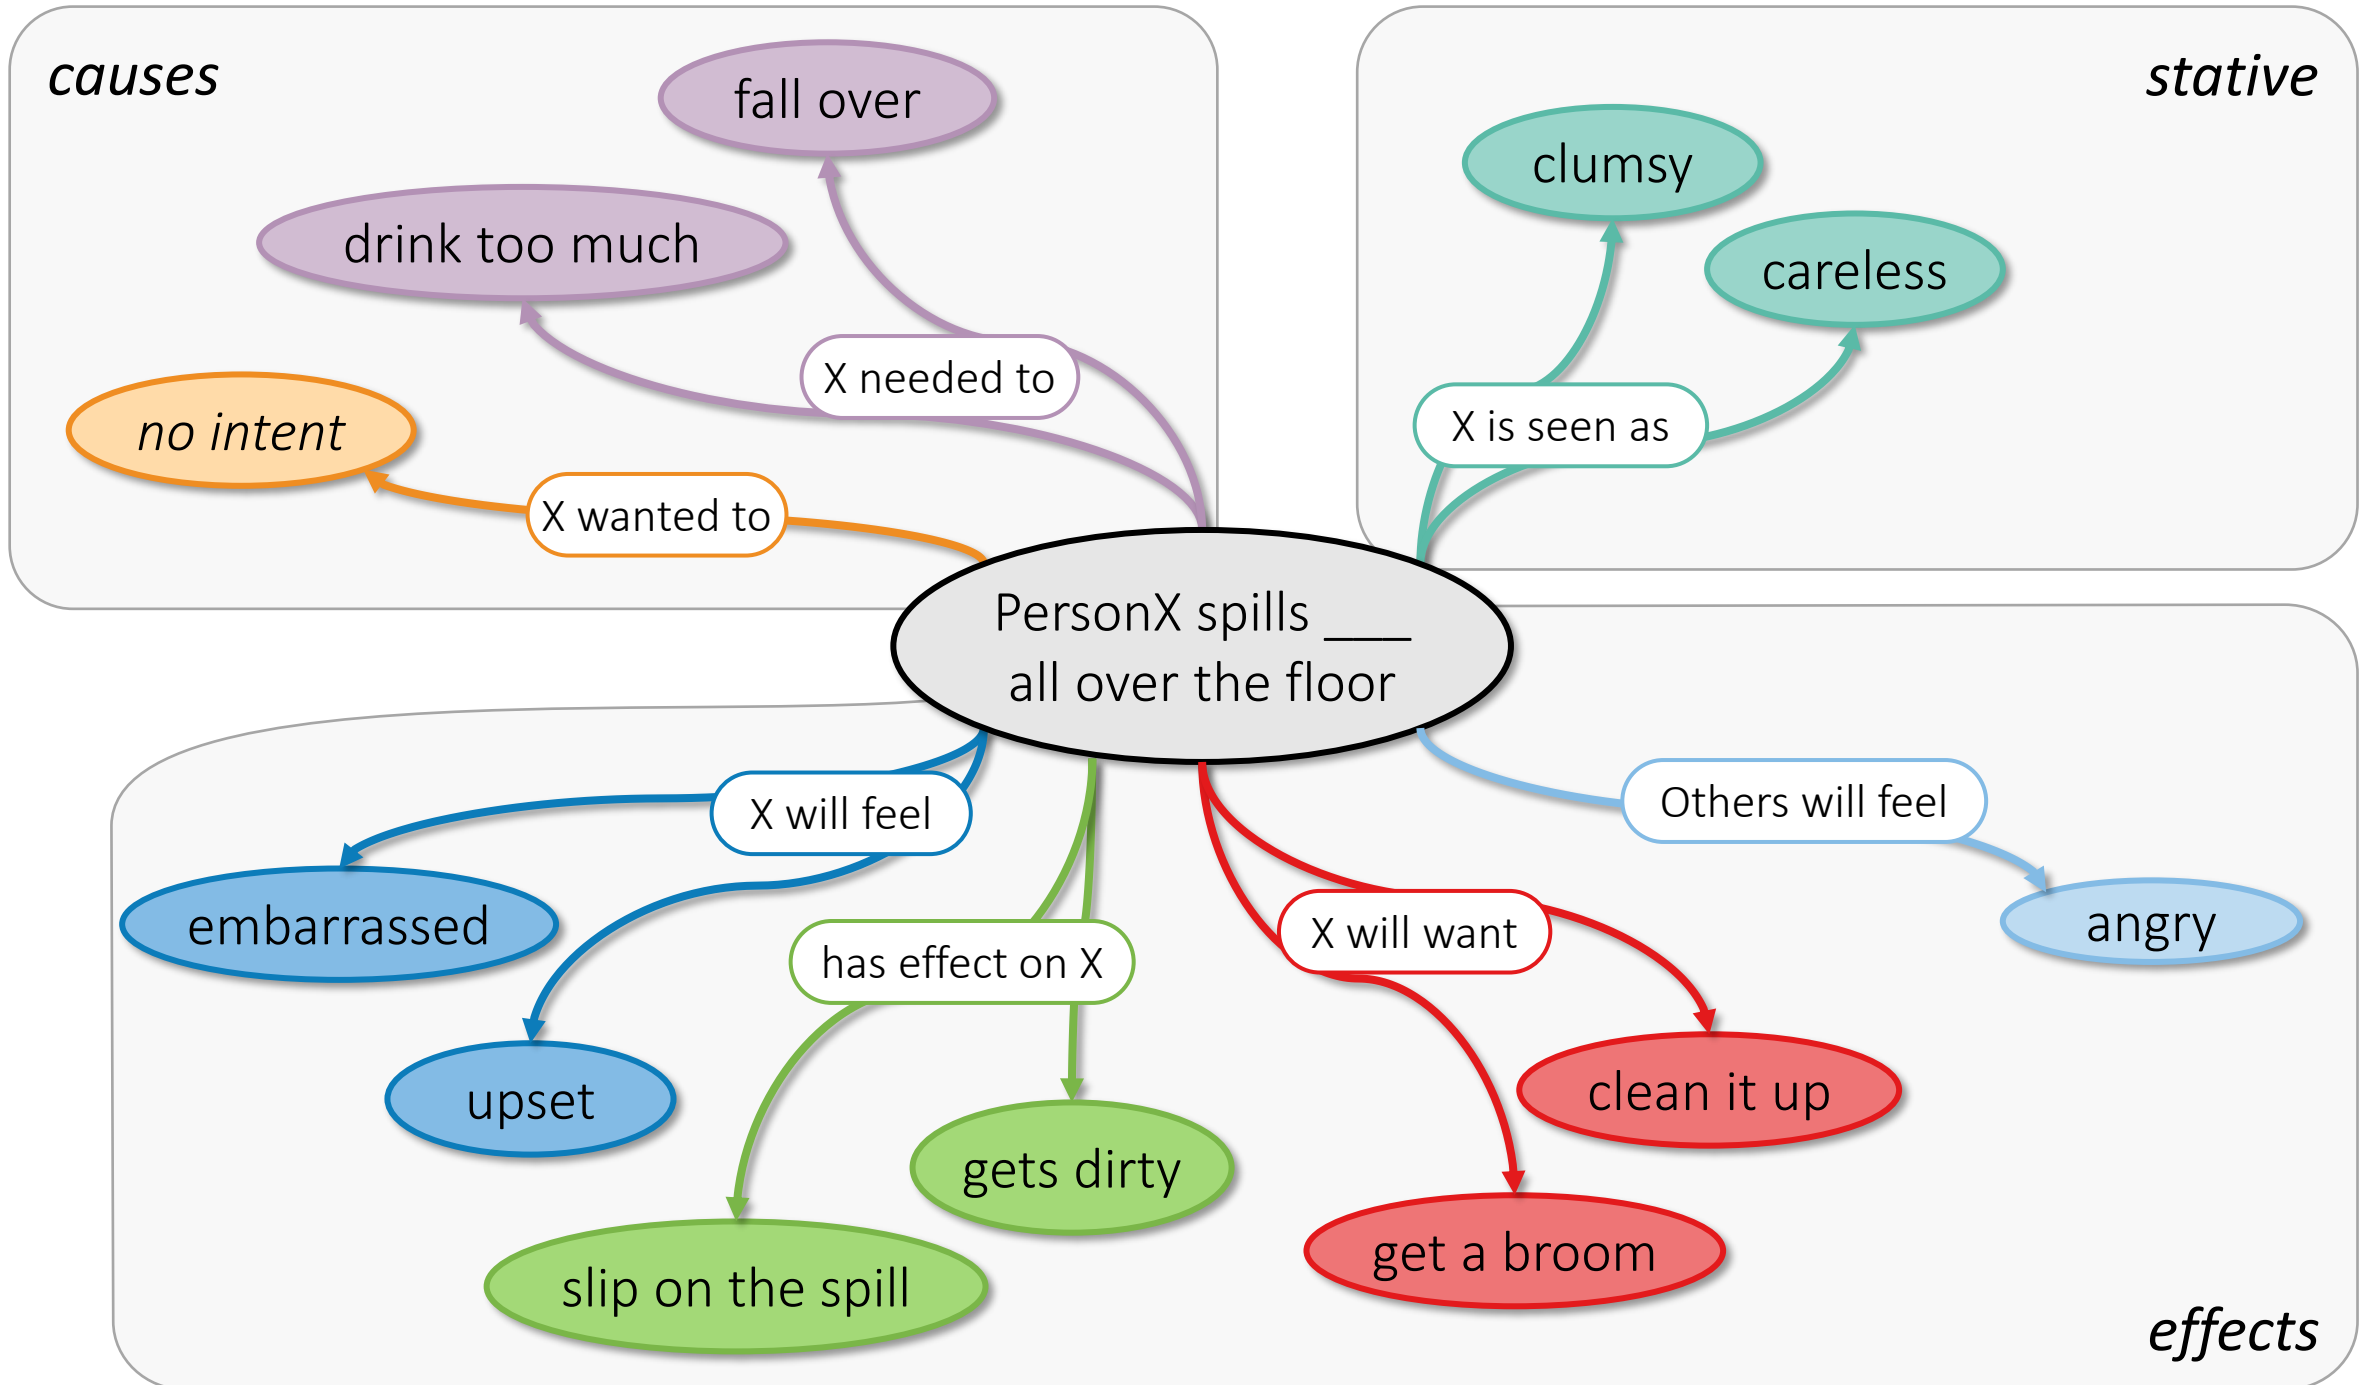 causes
fall over
drink too much
X needed to
no intent
X wanted to
stative
clumsy
careless
X is seen as
PersonX spills ___
all over the floor
X will feel
embarrassed
upset
has effect on X
gets dirty
slip on the spill
X will want
clean it up
get a broom
Others will feel
angry
effects